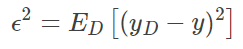 ϵ² = E_D [(y_D − y)²]